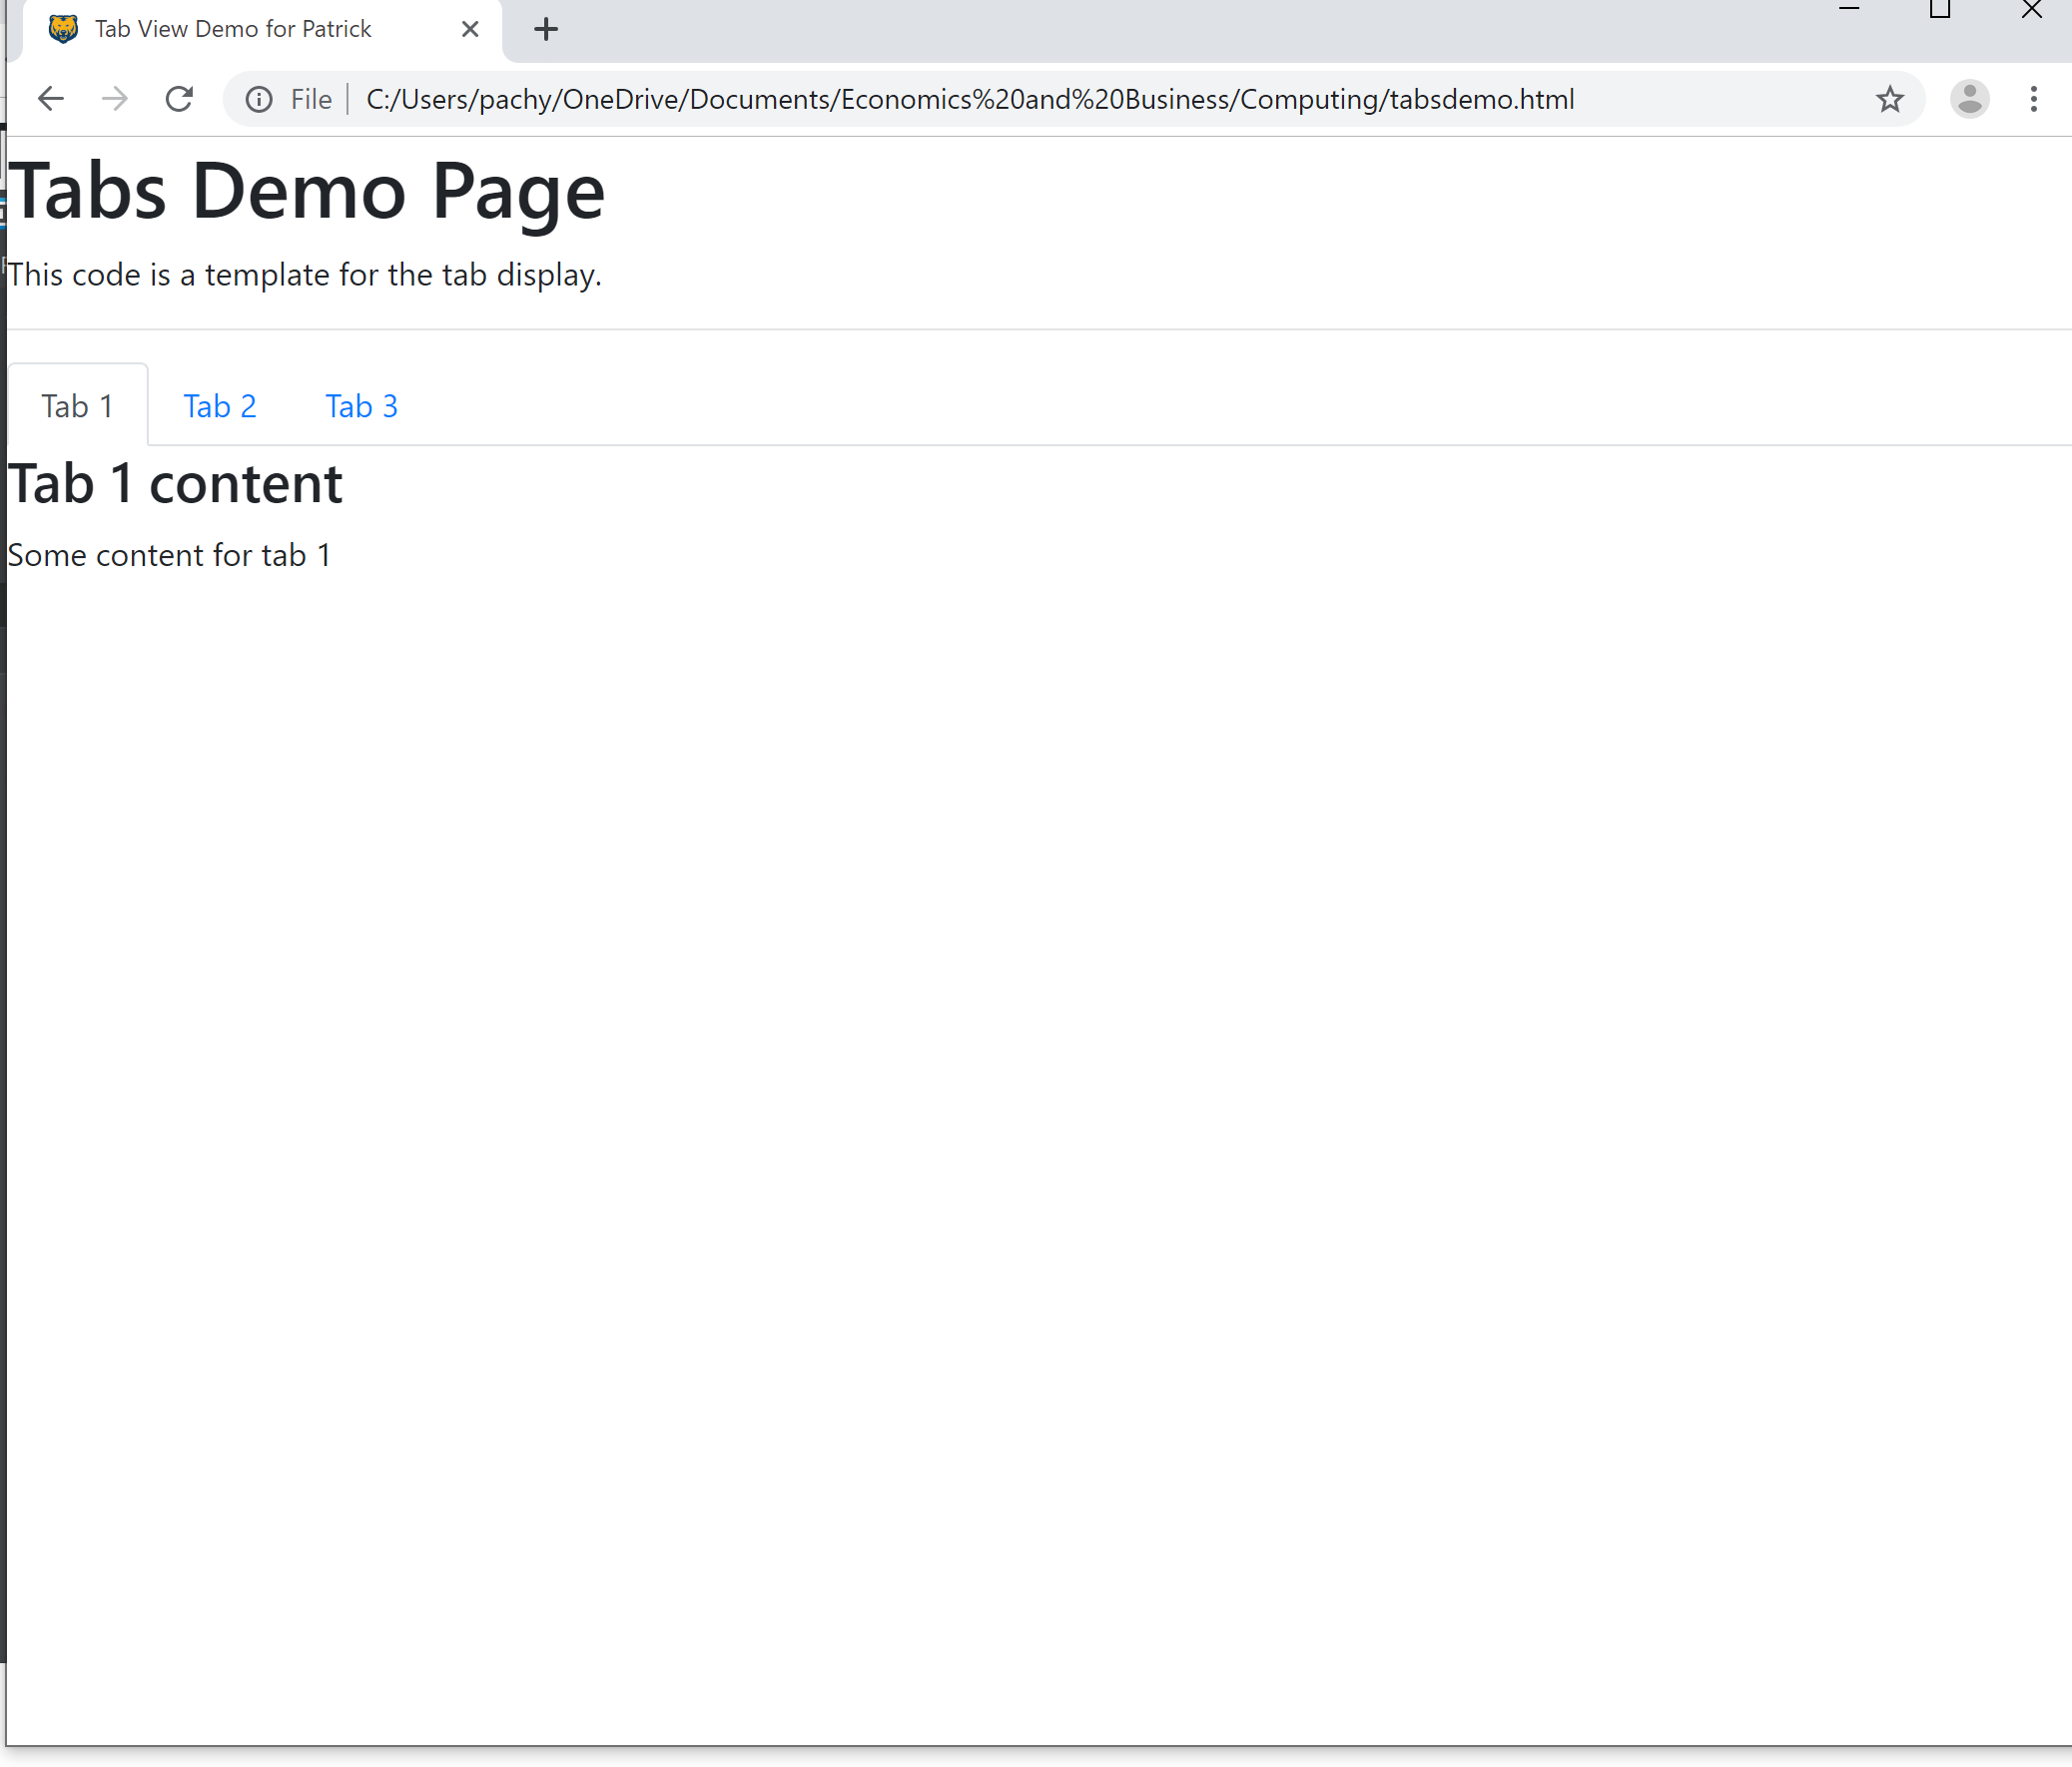 Tab View Demo for Patrick
File C:/Users/pachy/OneDrive/Documents/Economics%20and%20Business/Computing/tabsdemo.html
Tabs Demo Page
This code is a template for the tab display.
Tab 1 Tab 2 Tab 3
Tab 1 content
Some content for tab 1